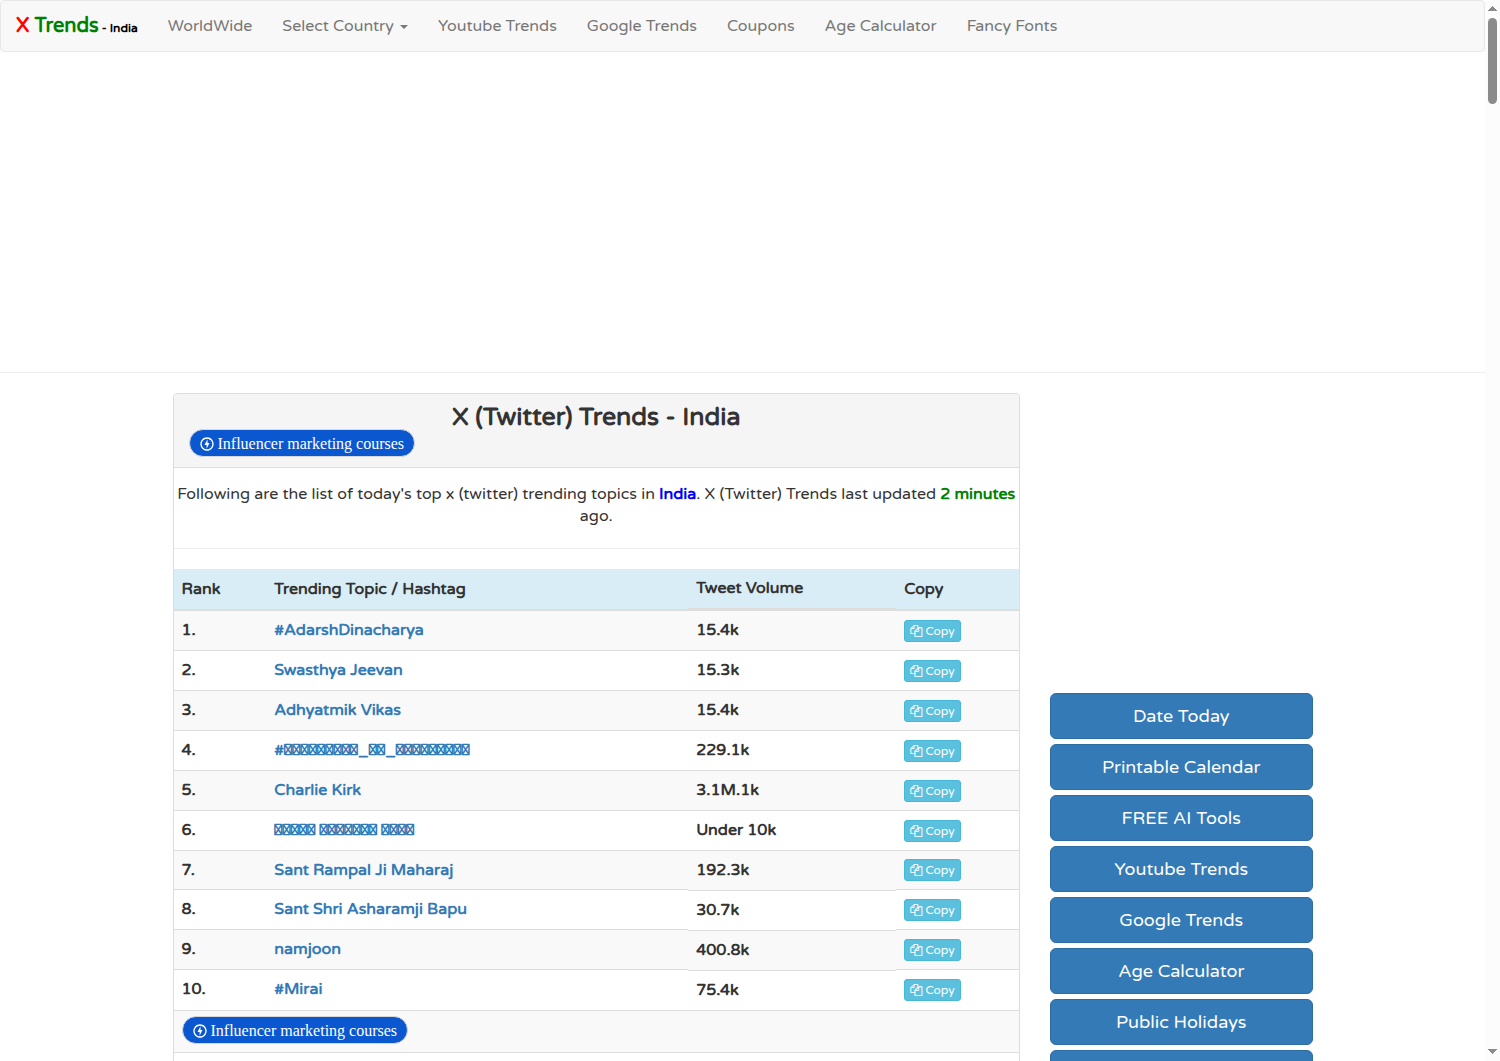 X Trends - India
WorldWide
Select Country
Youtube Trends
Google Trends
Coupons
Age Calculator
Fancy Fonts
X (Twitter) Trends - India
Influencer marketing courses
Following are the list of today's top x (twitter) trending topics in India. X (Twitter) Trends last updated 2 minutes
ago.
Rank Trending Topic / Hashtag Tweet Volume Copy
1. #AdarshDinacharya 15.4k Copy
2. Swasthya Jeevan 15.3k Copy
3. Adhyatmik Vikas 15.4k Copy
4. 229.1k Copy
5. Charlie Kirk 3.1M.1k Copy
6. Under 10k Copy
7. Sant Rampal Ji Maharaj 192.3k Copy
8. Sant Shri Asharamji Bapu 30.7k Copy
9. namjoon 400.8k Copy
10. #Mirai 75.4k Copy
Influencer marketing courses
Date Today
Printable Calendar
FREE AI Tools
Youtube Trends
Google Trends
Age Calculator
Public Holidays